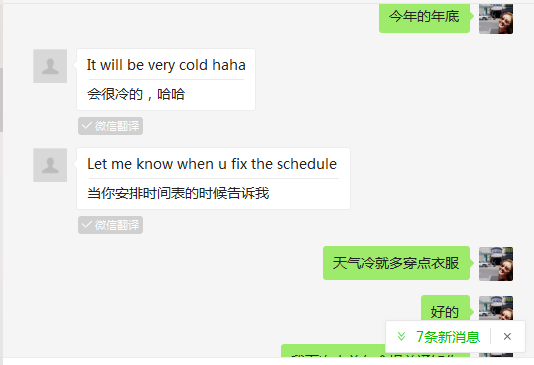 今年的年底
It will be very cold haha
会很冷的，哈哈
微信翻译
Let me know when u fix the schedule
当你安排时间表的时候告诉我
微信翻译
天气冷就多穿点衣服
好的
7条新消息